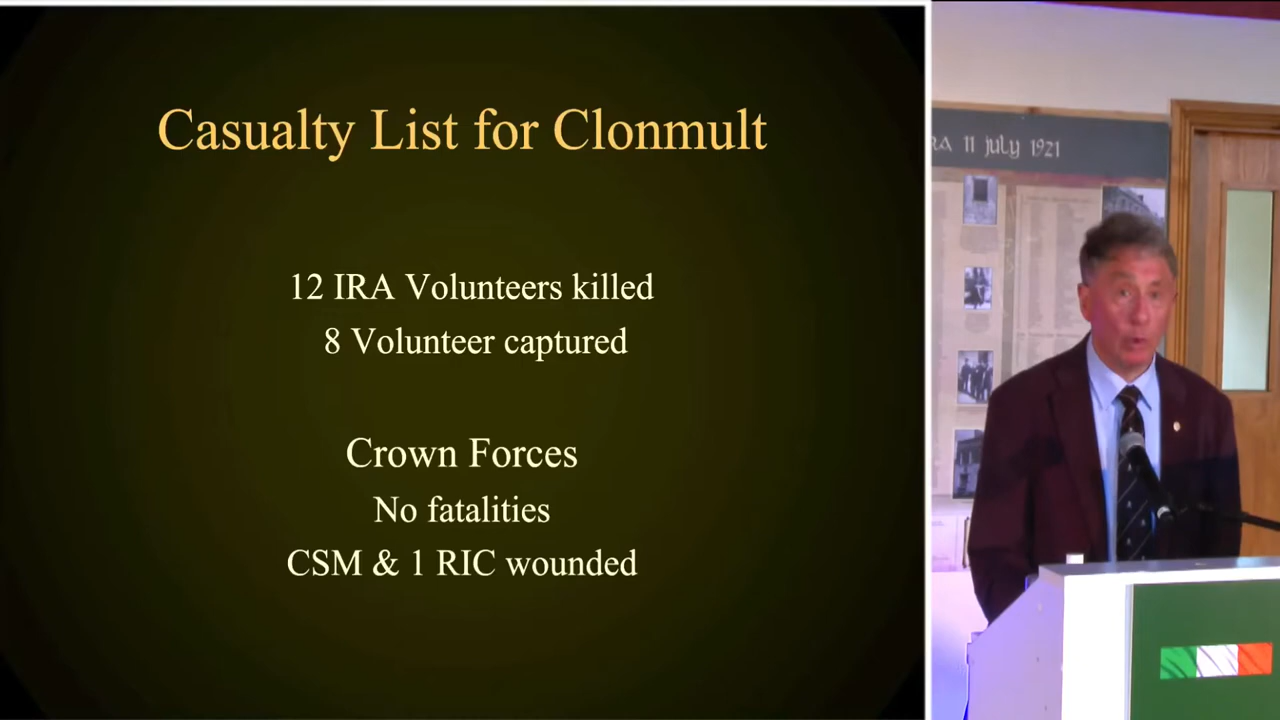 Casualty List for Clonmult
12 IRA Volunteers killed
8 Volunteer captured
Crown Forces
No fatalities
CSM & 1 RIC wounded
RA 11 july 1921